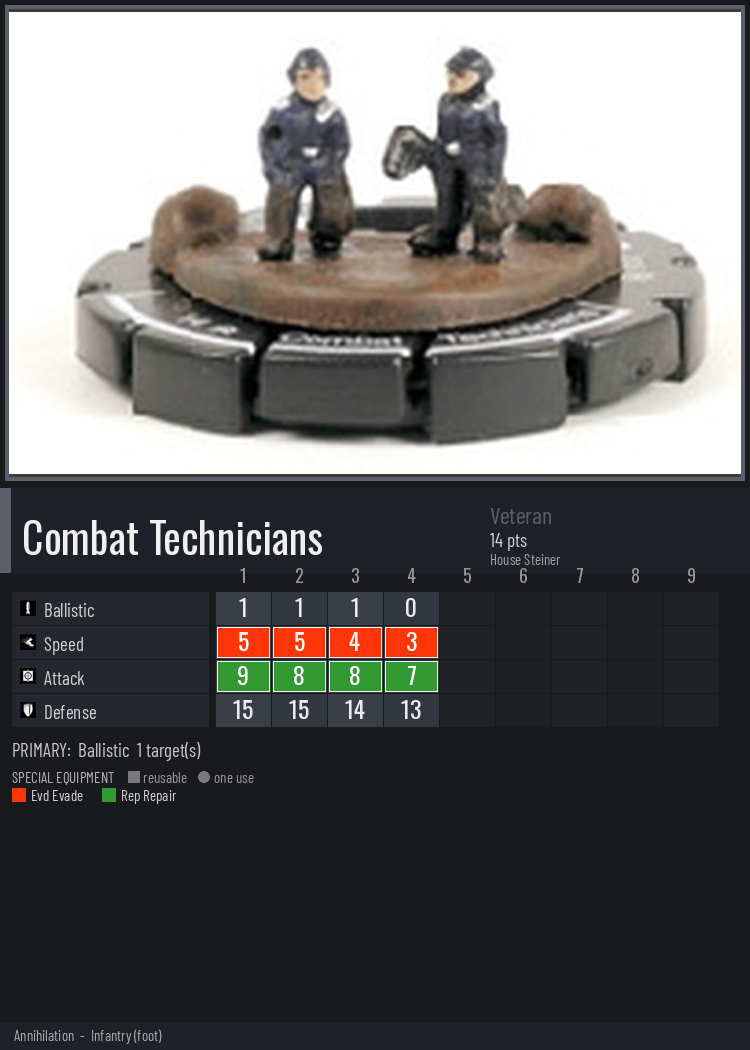 Combat Technicians
Combat Technicians
Veteran
14 pts
House Steiner
1 2 3 4 5 6 7 8 9
Ballistic 1 1 1 0
Speed 5 5 4 3
Attack 9 8 8 7
Defense 15 15 14 13
PRIMARY: Ballistic 1 target(s)
SPECIAL EQUIPMENT reusable one use
Evd Evade Rep Repair
Annihilation - Infantry (foot)